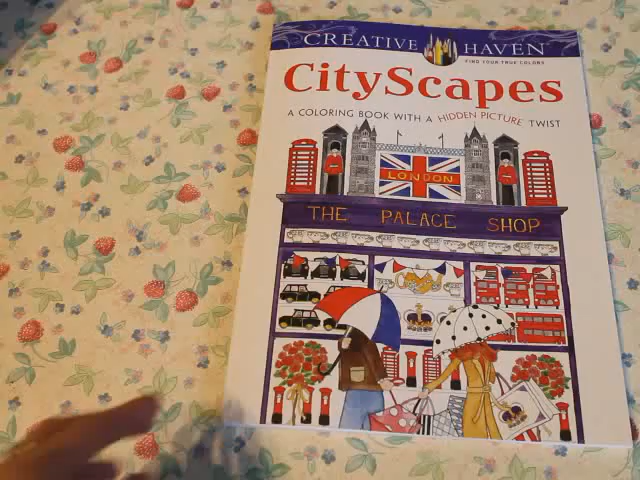 CREATIVE HAVEN
FIND YOUR TRUE COLORS
CityScapes
A COLORING BOOK WITH A HIDDEN PICTURE TWIST
LONDON
THE PALACE SHOP